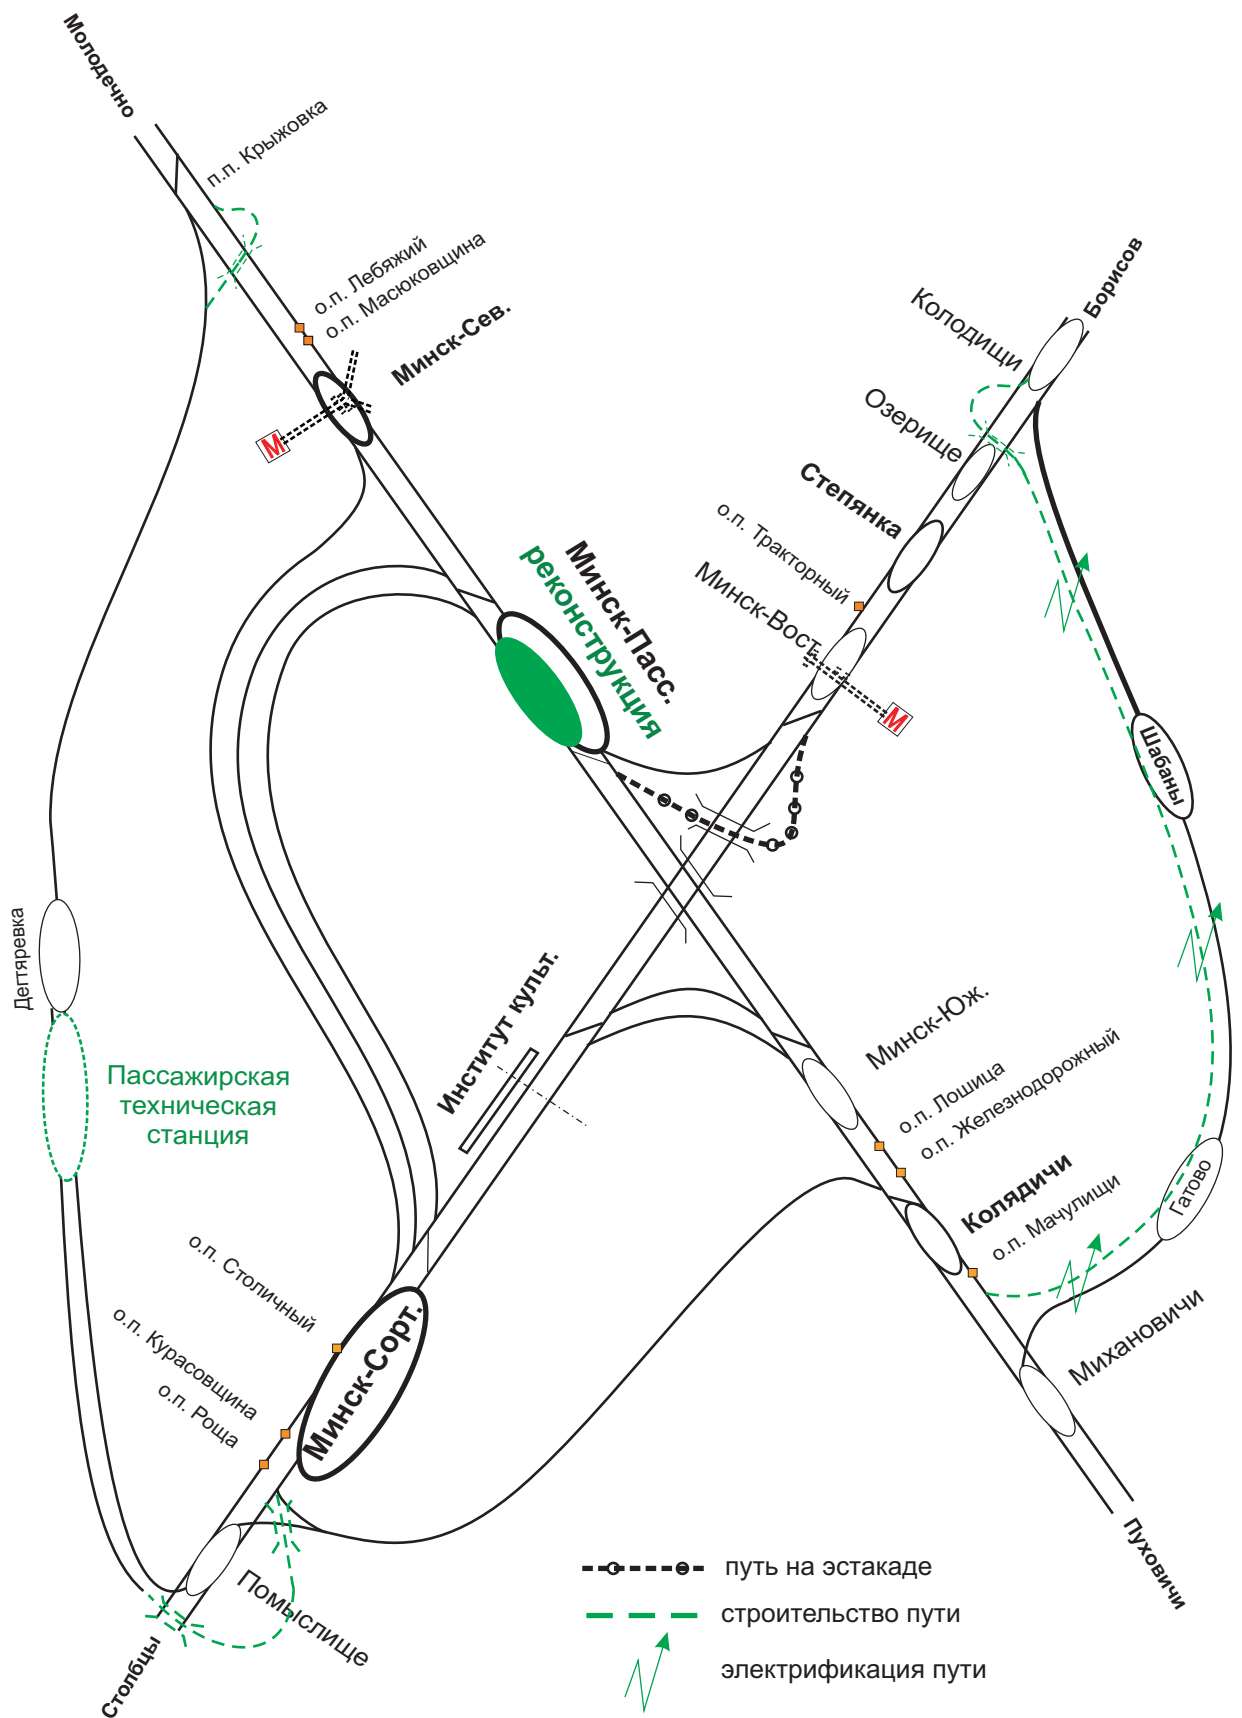 Молодечно
п.п. Крыжовка
о.п. Лебяжий
о.п. Масюковщина
Минск-Сев.
М
Борисов
Колодищи
Озерище
Степянка
о.п. Тракторный
Минск-Вост.
М
Минск-Пасс.
реконструкция
Шабаны
Дегтяревка
Пассажирская
техническая
станция
Институт культ.
Минск-Юж.
о.п. Лошица
о.п. Железнодорожный
Колядичи
о.п. Мачулищи
Гатово
Михановичи
о.п. Столичный
о.п. Курасовщина
о.п. Роща
Минск-Сорт.
Помыслище
Столбцы
Пуховичи
путь на эстакаде
строительство пути
электрификация пути